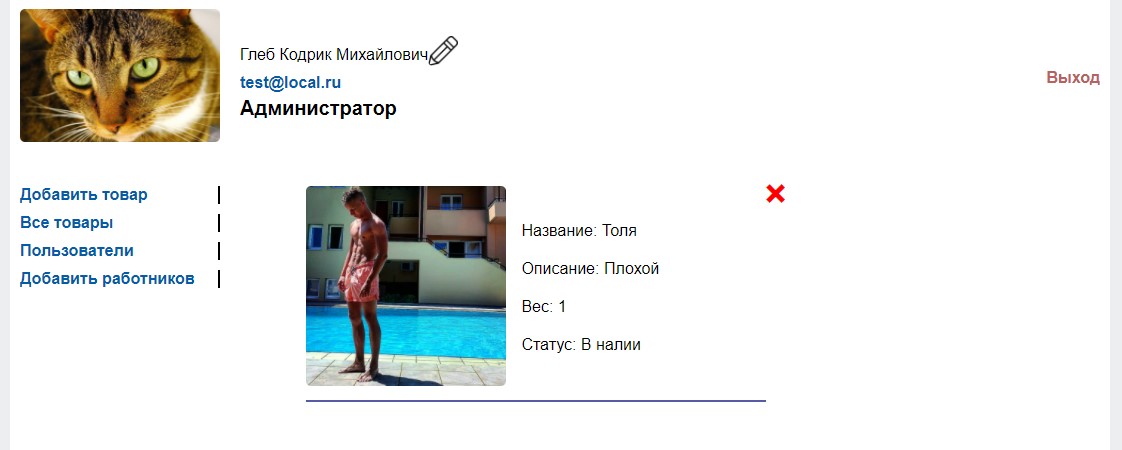 Глеб Кодрик Михайлович
test@local.ru
Администратор
Выход
Добавить товар
Все товары
Пользователи
Добавить работников
Название: Толя
Описание: Плохой
Вес: 1
Статус: В налии